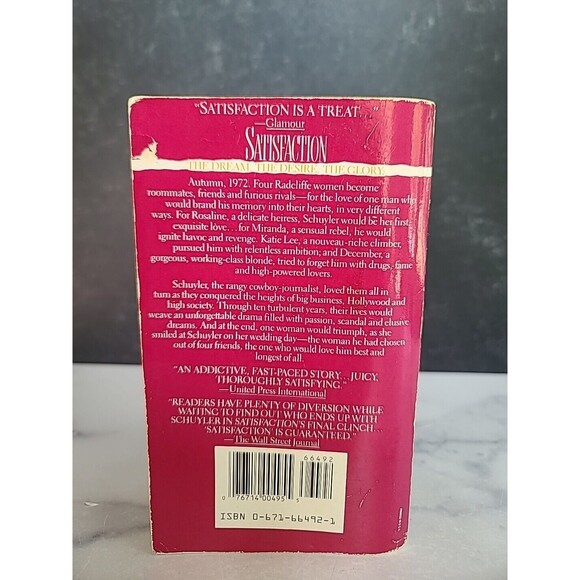 "SATISFACTION IS A TREAT..."
—Glamour
SATISFACTION
THE DREAM. THE DESIRE. THE GLORY.
Autumn, 1972. Four Radcliffe women become
roommates, friends and furious rivals—for the love of one man who
would brand his memory into their hearts, in very different
ways. For Rosaline, a delicate heiress, Schuyler would be her first
exquisite love...for Miranda, a sensual rebel, he would
ignite havoc and revenge. Katie Lee, a nouveau-riche climber,
pursued him with relentless ambition; and December, a
gorgeous, working-class blonde, tried to forget him with drugs, fame
and high-powered lovers.
Schuyler, the rangy cowboy-journalist, loved them all in
turn as they conquered the heights of big business, Hollywood and
high society. Through ten turbulent years, their lives would
weave an unforgettable drama filled with passion, scandal and elusive
dreams. And at the end, one woman would triumph, as she
smiled at Schuyler on her wedding day—the woman he had chosen
out of four friends, the one who would love him best and
longest of all.
"AN ADDICTIVE, FAST-PACED STORY...JUICY,
THOROUGHLY SATISFYING."
—United Press International
"READERS HAVE PLENTY OF DIVERSION WHILE
WAITING TO FIND OUT WHO ENDS UP WITH
SCHUYLER IN SATISFACTION'S FINAL CLINCH...
'SATISFACTION' IS GUARANTEED."
—The Wall Street Journal
66492
0 76714 00495 5
ISBN 0-671-66492-1